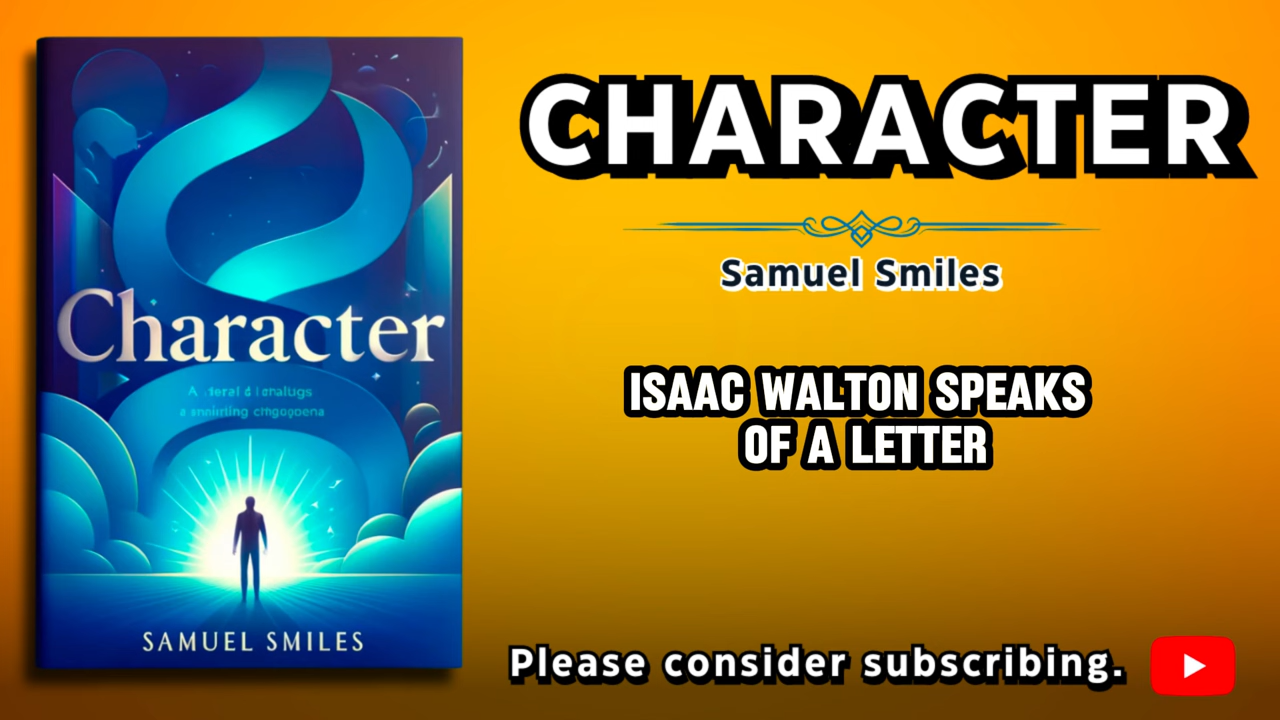 Character
A
SAMUEL SMILES
CHARACTER
Samuel Smiles
ISAAC WALTON SPEAKS
OF A LETTER
Please consider subscribing.